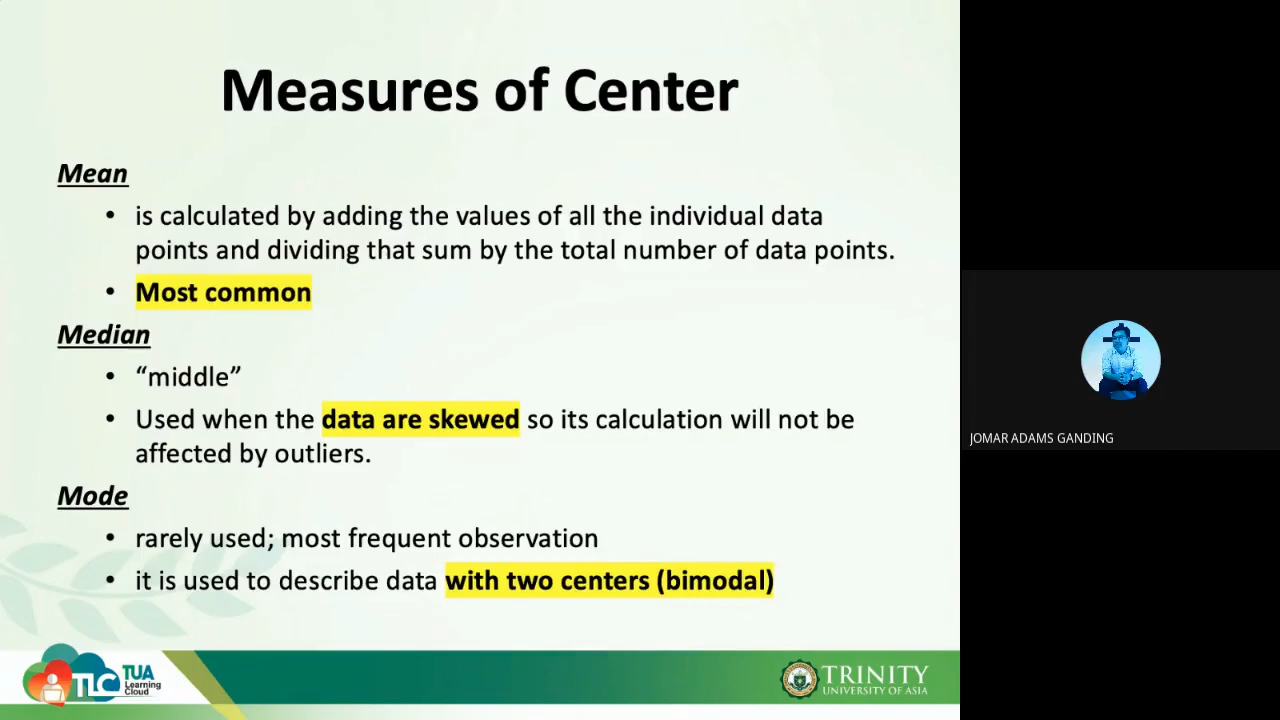 Measures of Center
Mean
• is calculated by adding the values of all the individual data
points and dividing that sum by the total number of data points.
• Most common
Median
• “middle”
• Used when the data are skewed so its calculation will not be
affected by outliers.
Mode
• rarely used; most frequent observation
• it is used to describe data with two centers (bimodal)
JOMAR ADAMS GANDING
TLC
TUA
Learning
Cloud
TRINITY
UNIVERSITY OF ASIA